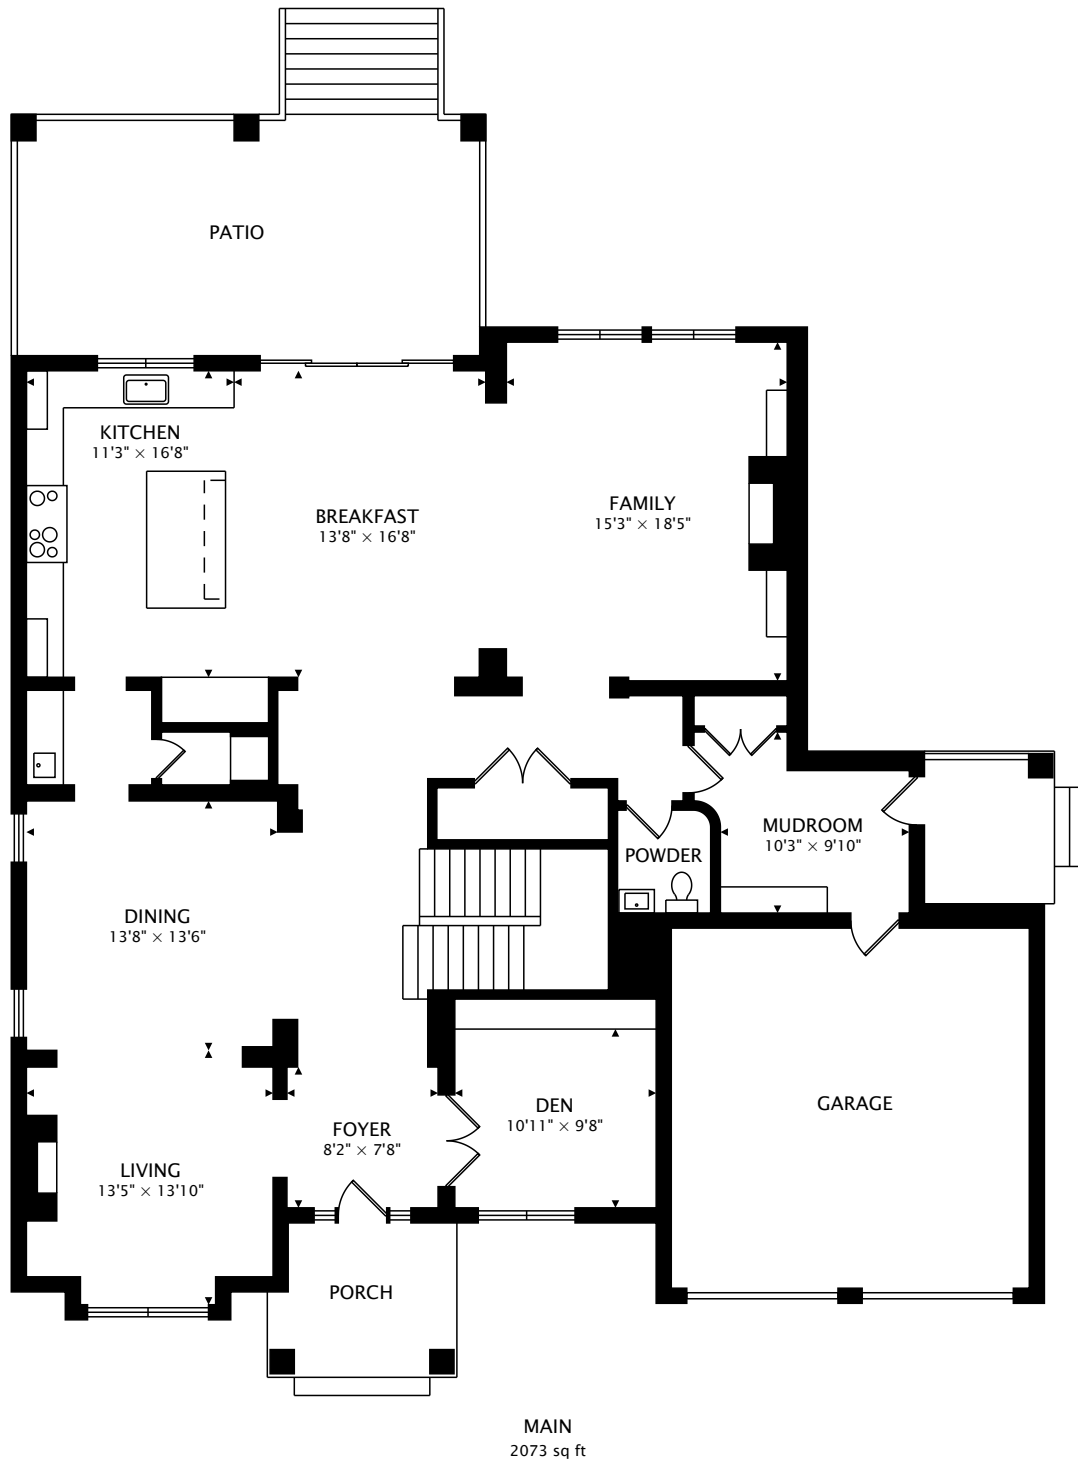 PATIO
KITCHEN
11'3" × 16'8"
BREAKFAST
13'8" × 16'8"
FAMILY
15'3" × 18'5"
MUDROOM
10'3" × 9'10"
POWDER
DINING
13'8" × 13'6"
DEN
10'11" × 9'8"
GARAGE
FOYER
8'2" × 7'8"
LIVING
13'5" × 13'10"
PORCH
MAIN
2073 sq ft